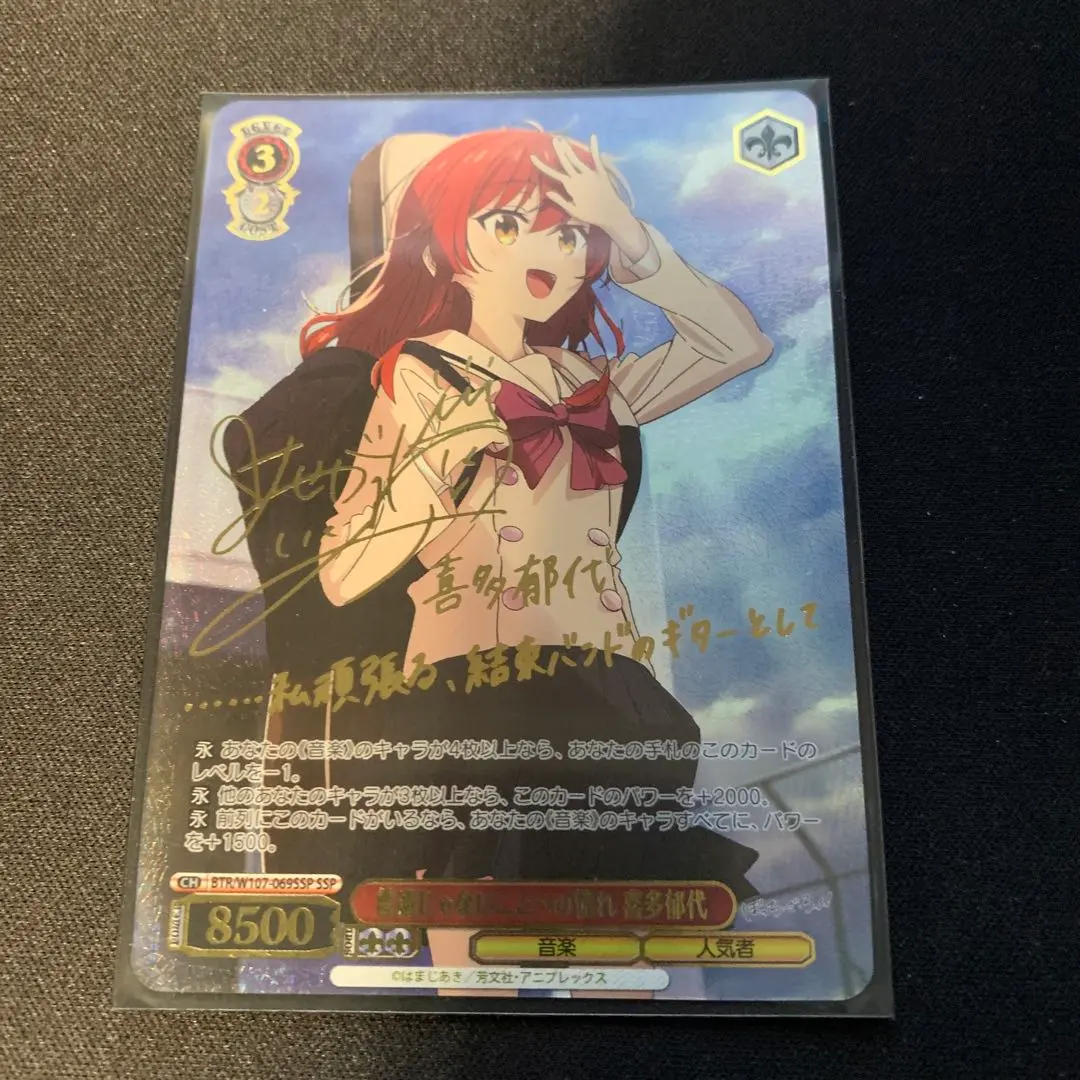 3
2
COST
喜多郁代
……私頑張る、結束バンドのギターとして
永 あなたの《音楽》のキャラが4枚以上なら、あなたの手札のこのカードの
レベルを－1。
永 他のあなたのキャラが3枚以上なら、このカードのパワーを＋2000。
永 前列にこのカードがいるなら、あなたの《音楽》のキャラすべてに、パワー
を＋1500。
CH BTR/W107-069SSP SSP
8500
への憧れ 喜多郁代
音楽 人気者
©はまじあき／芳文社・アニプレックス